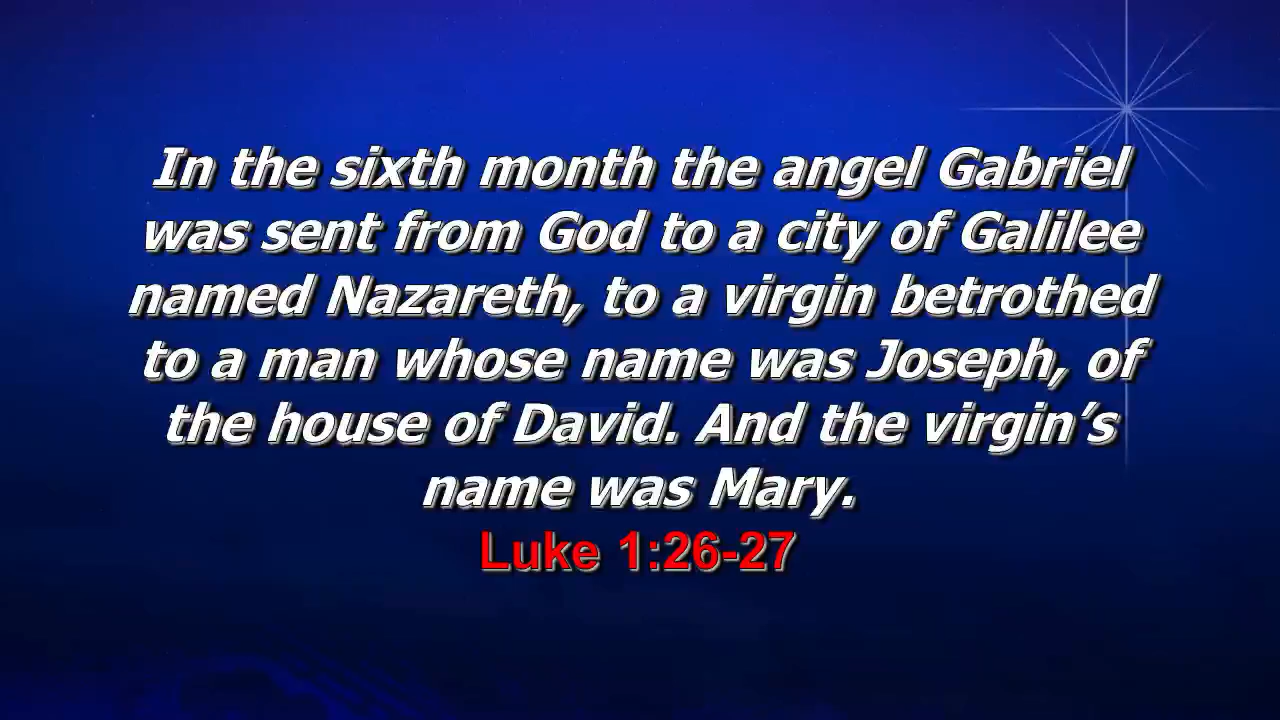 In the sixth month the angel Gabriel
was sent from God to a city of Galilee
named Nazareth, to a virgin betrothed
to a man whose name was Joseph, of
the house of David. And the virgin’s
name was Mary.
Luke 1:26-27